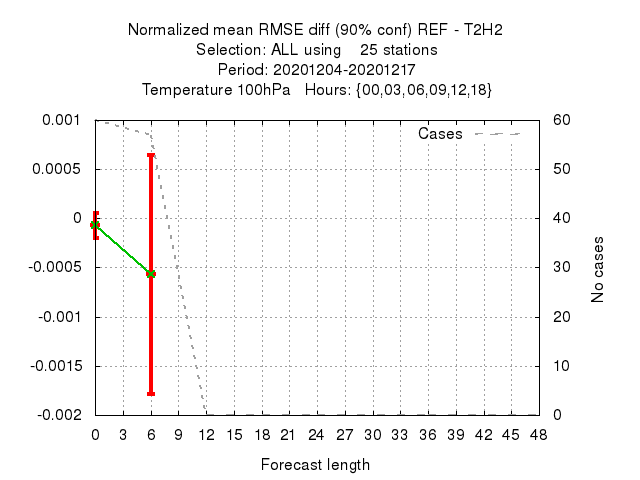 Normalized mean RMSE diff (90% conf) REF - T2H2
Selection: ALL using    25 stations
Period: 20201204-20201217
Temperature 100hPa   Hours: {00,03,06,09,12,18}
0.001
0.0005
0
-0.0005
-0.001
-0.0015
-0.002
Cases
60
50
40
30
20
10
0
No cases
0 3 6 9 12 15 18 21 24 27 30 33 36 39 42 45 48
Forecast length